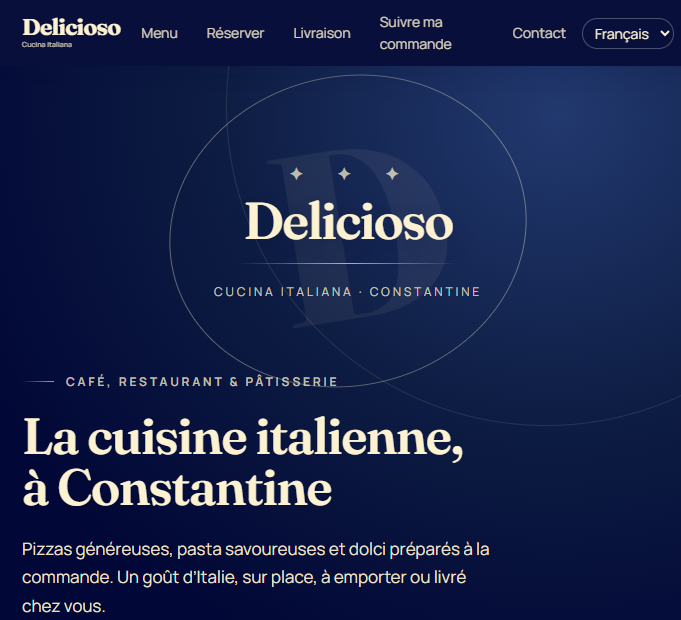 Delicioso
Cucina Italiana
Menu
Réserver
Livraison
Suivre ma
commande
Contact
Français
D
Delicioso
CUCINA ITALIANA · CONSTANTINE
CAFÉ, RESTAURANT & PÂTISSERIE
La cuisine italienne,
à Constantine
Pizzas généreuses, pasta savoureuses et dolci préparés à la
commande. Un goût d’Italie, sur place, à emporter ou livré
chez vous.